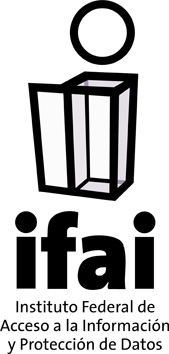 ifai
Instituto Federal de
Acceso a la Información
y Protección de Datos